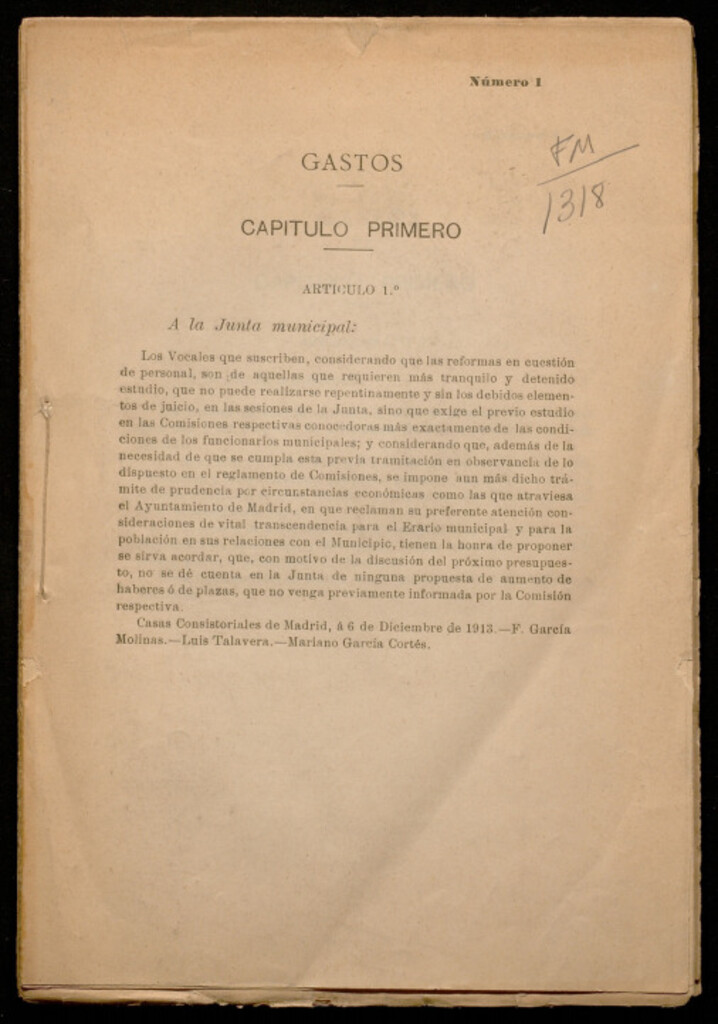 Número 1
FM
1318
GASTOS
CAPITULO PRIMERO
ARTICULO 1.º
A la Junta municipal:
Los Vocales que suscriben, considerando que las reformas en cuestión
de personal, son de aquellas que requieren más tranquilo y detenido
estudio, que no puede realizarse repentinamente y sin los debidos elemen-
tos de juicio, en las sesiones de la Junta, sino que exige el previo estudio
en las Comisiones respectivas conocedoras más exactamente de las condi-
ciones de los funcionarios municipales; y considerando que, además de la
necesidad de que se cumpla esta previa tramitación en observancia de lo
dispuesto en el reglamento de Comisiones, se impone aun más dicho trá-
mite de prudencia por circunstancias económicas como las que atraviesa
el Ayuntamiento de Madrid, en que reclaman su preferente atención con-
sideraciones de vital transcendencia para el Erario municipal y para la
población en sus relaciones con el Municipio, tienen la honra de proponer
se sirva acordar, que, con motivo de la discusión del próximo presupues-
to, no se dé cuenta en la Junta de ninguna propuesta de aumento de
haberes ó de plazas, que no venga previamente informada por la Comisión
respectiva.
Casas Consistoriales de Madrid, á 6 de Diciembre de 1913.—F. García
Molinas.—Luis Talavera.—Mariano García Cortés.